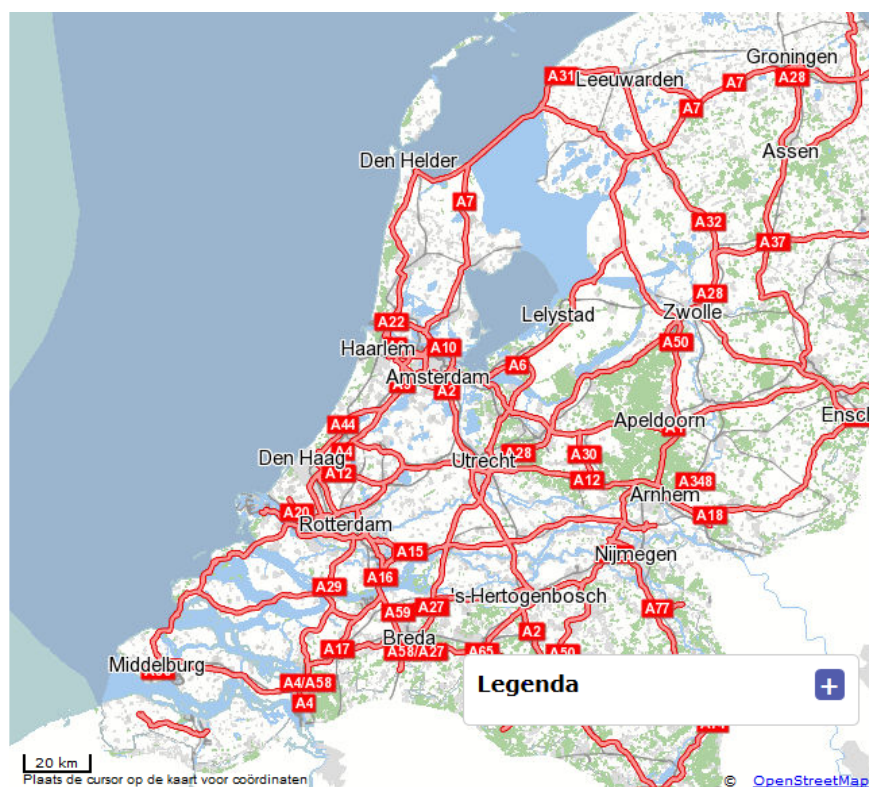 Groningen
A31
Leeuwarden
A7
A28
A7
Assen
Den Helder
A7
A32
A37
A28
Lelystad
Zwolle
A22
Haarlem
A10
A50
A6
Amsterdam
A2
Apeldoorn
A44
Den Haag
A4
A12
Utrecht
A28
A30
A12
A348
Arnhem
A18
A20
Rotterdam
A15
Nijmegen
A16
A29
's-Hertogenbosch
A59
A27
A77
A2
Breda
A17
A58/A27
A65
A50
Middelburg
A4/A58
A4
Legenda
+
20 km
Plaats de cursor op de kaart voor coördinaten
© OpenStreetMap